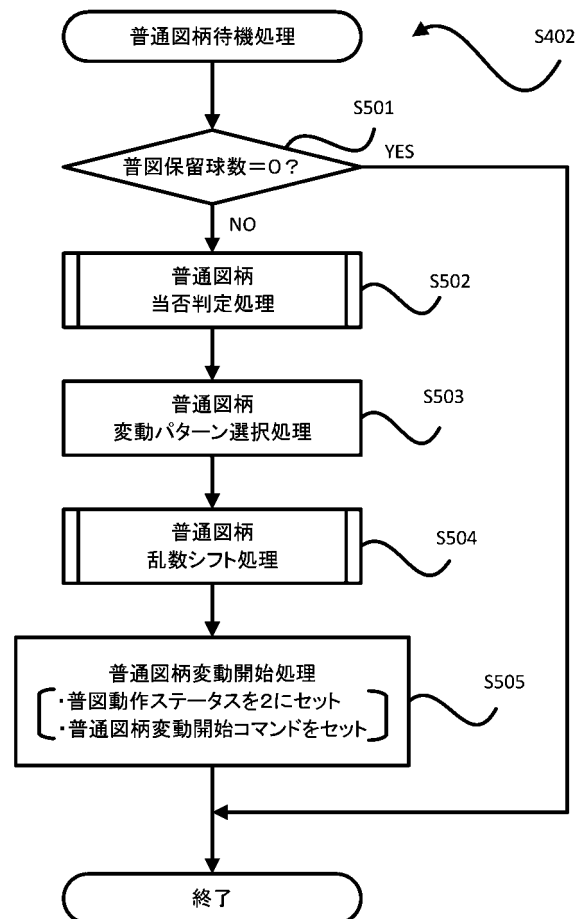 普通図柄待機処理
S402
S501
普図保留球数=0?
YES
NO
普通図柄
当否判定処理
S502
普通図柄
変動パターン選択処理
S503
普通図柄
乱数シフト処理
S504
普通図柄変動開始処理
・普図動作ステータスを2にセット
・普通図柄変動開始コマンドをセット
S505
終了